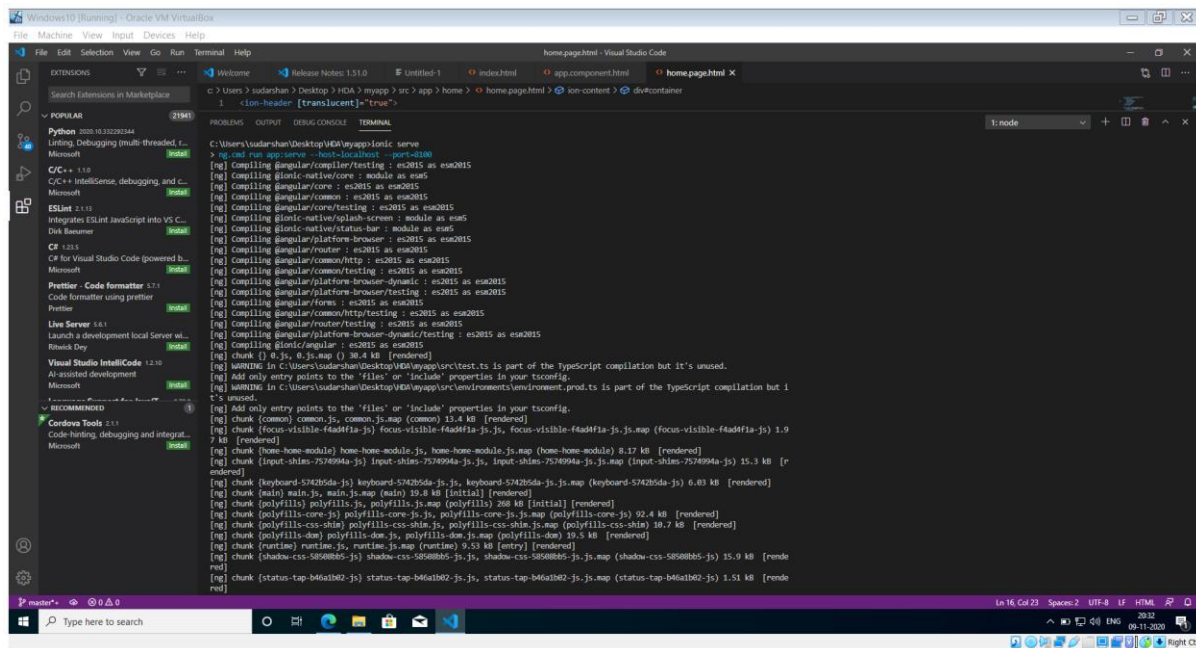 Windows10 [Running] - Oracle VM VirtualBox
File Machine View Input Devices Help
File Edit Selection View Go Run Terminal Help
home.page.html - Visual Studio Code
EXTENSIONS
Welcome Release Notes: 1.51.0 Untitled-1 index.html app.component.html home.page.html
Search Extensions in Marketplace
c: > Users > sudarshan > Desktop > HDA > myapp > src > app > home > home.page.html > ion-content > div#container
1 <ion-header [translucent]="true">
POPULAR 21941
Python 2020.10.332292344
Linting, Debugging (multi-threaded, r...
Microsoft Install
C/C++ 1.1.0
C/C++ IntelliSense, debugging, and c...
Microsoft Install
ESLint 2.1.13
Integrates ESLint JavaScript into VS C...
Dirk Baeumer Install
C# 1.23.5
C# for Visual Studio Code (powered b...
Microsoft Install
Prettier - Code formatter 5.7.1
Code formatter using prettier
Prettier Install
Live Server 5.6.1
Launch a development local Server wi...
Ritwick Dey Install
Visual Studio IntelliCode 1.2.10
AI-assisted development
Microsoft Install
RECOMMENDED 1
Cordova Tools 2.1.1
Code-hinting, debugging and integrat...
Microsoft Install
PROBLEMS OUTPUT DEBUG CONSOLE TERMINAL
1: node
C:\Users\sudarshan\Desktop\HDA\myapp>ionic serve
> ng.cmd run app:serve --host=localhost --port=8100
[ng] Compiling @angular/compiler/testing : es2015 as esm2015
[ng] Compiling @ionic-native/core : module as esm5
[ng] Compiling @angular/core : es2015 as esm2015
[ng] Compiling @angular/common : es2015 as esm2015
[ng] Compiling @angular/core/testing : es2015 as esm2015
[ng] Compiling @ionic-native/splash-screen : module as esm5
[ng] Compiling @ionic-native/status-bar : module as esm5
[ng] Compiling @angular/platform-browser : es2015 as esm2015
[ng] Compiling @angular/router : es2015 as esm2015
[ng] Compiling @angular/common/http : es2015 as esm2015
[ng] Compiling @angular/common/testing : es2015 as esm2015
[ng] Compiling @angular/platform-browser-dynamic : es2015 as esm2015
[ng] Compiling @angular/platform-browser/testing : es2015 as esm2015
[ng] Compiling @angular/forms : es2015 as esm2015
[ng] Compiling @angular/common/http/testing : es2015 as esm2015
[ng] Compiling @angular/router/testing : es2015 as esm2015
[ng] Compiling @angular/platform-browser-dynamic/testing : es2015 as esm2015
[ng] Compiling @ionic/angular : es2015 as esm2015
[ng] chunk {} 0.js, 0.js.map () 30.4 kB [rendered]
[ng] WARNING in C:\Users\sudarshan\Desktop\HDA\myapp\src\test.ts is part of the TypeScript compilation but it's unused.
[ng] Add only entry points to the 'files' or 'include' properties in your tsconfig.
[ng] WARNING in C:\Users\sudarshan\Desktop\HDA\myapp\src\environments\environment.prod.ts is part of the TypeScript compilation but i
t's unused.
[ng] Add only entry points to the 'files' or 'include' properties in your tsconfig.
[ng] chunk {common} common.js, common.js.map (common) 13.4 kB [rendered]
[ng] chunk {focus-visible-f4ad4f1a-js} focus-visible-f4ad4f1a-js.js, focus-visible-f4ad4f1a-js.js.map (focus-visible-f4ad4f1a-js) 1.9
7 kB [rendered]
[ng] chunk {home-home-module} home-home-module.js, home-home-module.js.map (home-home-module) 8.17 kB [rendered]
[ng] chunk {input-shims-7574994a-js} input-shims-7574994a-js.js, input-shims-7574994a-js.js.map (input-shims-7574994a-js) 15.3 kB [r
endered]
[ng] chunk {keyboard-5742b5da-js} keyboard-5742b5da-js.js, keyboard-5742b5da-js.js.map (keyboard-5742b5da-js) 6.03 kB [rendered]
[ng] chunk {main} main.js, main.js.map (main) 19.8 kB [initial] [rendered]
[ng] chunk {polyfills} polyfills.js, polyfills.js.map (polyfills) 268 kB [initial] [rendered]
[ng] chunk {polyfills-core-js} polyfills-core-js.js, polyfills-core-js.js.map (polyfills-core-js) 92.4 kB [rendered]
[ng] chunk {polyfills-css-shim} polyfills-css-shim.js, polyfills-css-shim.js.map (polyfills-css-shim) 10.7 kB [rendered]
[ng] chunk {polyfills-dom} polyfills-dom.js, polyfills-dom.js.map (polyfills-dom) 19.5 kB [rendered]
[ng] chunk {runtime} runtime.js, runtime.js.map (runtime) 9.53 kB [entry] [rendered]
[ng] chunk {shadow-css-58508bb5-js} shadow-css-58508bb5-js.js, shadow-css-58508bb5-js.js.map (shadow-css-58508bb5-js) 15.9 kB [rende
red]
[ng] chunk {status-tap-b46a1b02-js} status-tap-b46a1b02-js.js, status-tap-b46a1b02-js.js.map (status-tap-b46a1b02-js) 1.51 kB [rende
red]
master*+ 0 0 Ln 16, Col 23 Spaces: 2 UTF-8 LF HTML
Type here to search
ENG 20:32
09-11-2020
Right Ct